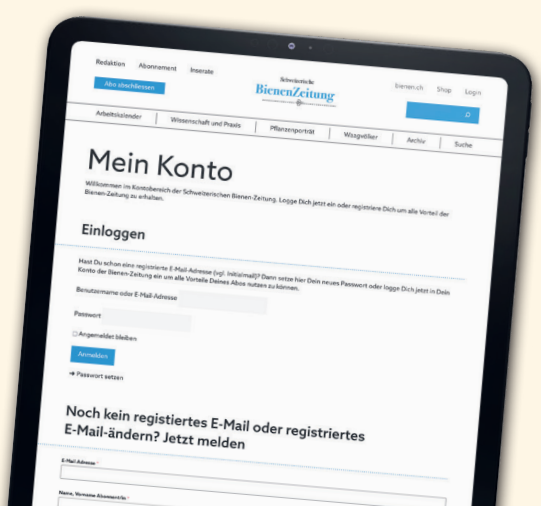 Redaktion Abonnement Inserate
Abo abschliessen
Schweizerische
BienenZeitung
bienen.ch Shop Login
Arbeitskalender Wissenschaft und Praxis Pflanzenporträt Waagvölker Archiv Suche
Mein Konto
Willkommen im Kontobereich der Schweizerischen Bienen-Zeitung. Logge Dich jetzt ein oder registriere Dich um alle Vorteil der
Bienen-Zeitung zu erhalten.
Einloggen
Hast Du schon eine registrierte E-Mail-Adresse (vgl. Initialmail)? Dann setze hier Dein neues Passwort oder logge Dich jetzt in Dein
Konto der Bienen-Zeitung ein um alle Vorteile Deines Abos nutzen zu können.
Benutzername oder E-Mail-Adresse
Passwort
Angemeldet bleiben
Anmelden
➔ Passwort setzen
Noch kein registiertes E-Mail oder registriertes
E-Mail-ändern? Jetzt melden
E-Mail Adresse *
Name, Vorname Abonnent/in *